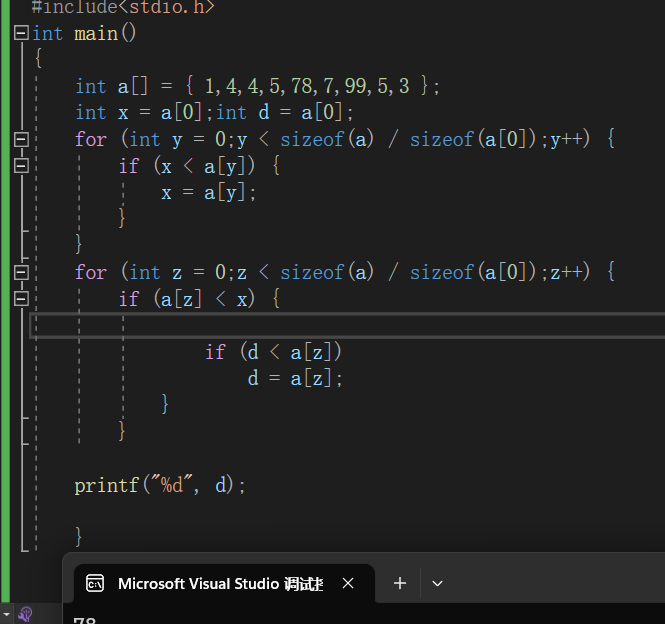 #include<stdio.h>
int main()
{
int a[] = { 1,4,4,5,78,7,99,5,3 };
int x = a[0];int d = a[0];
for (int y = 0;y < sizeof(a) / sizeof(a[0]);y++) {
if (x < a[y]) {
x = a[y];
}
}
for (int z = 0;z < sizeof(a) / sizeof(a[0]);z++) {
if (a[z] < x) {
if (d < a[z])
d = a[z];
}
}
printf("%d", d);
}
Microsoft Visual Studio 调试
78